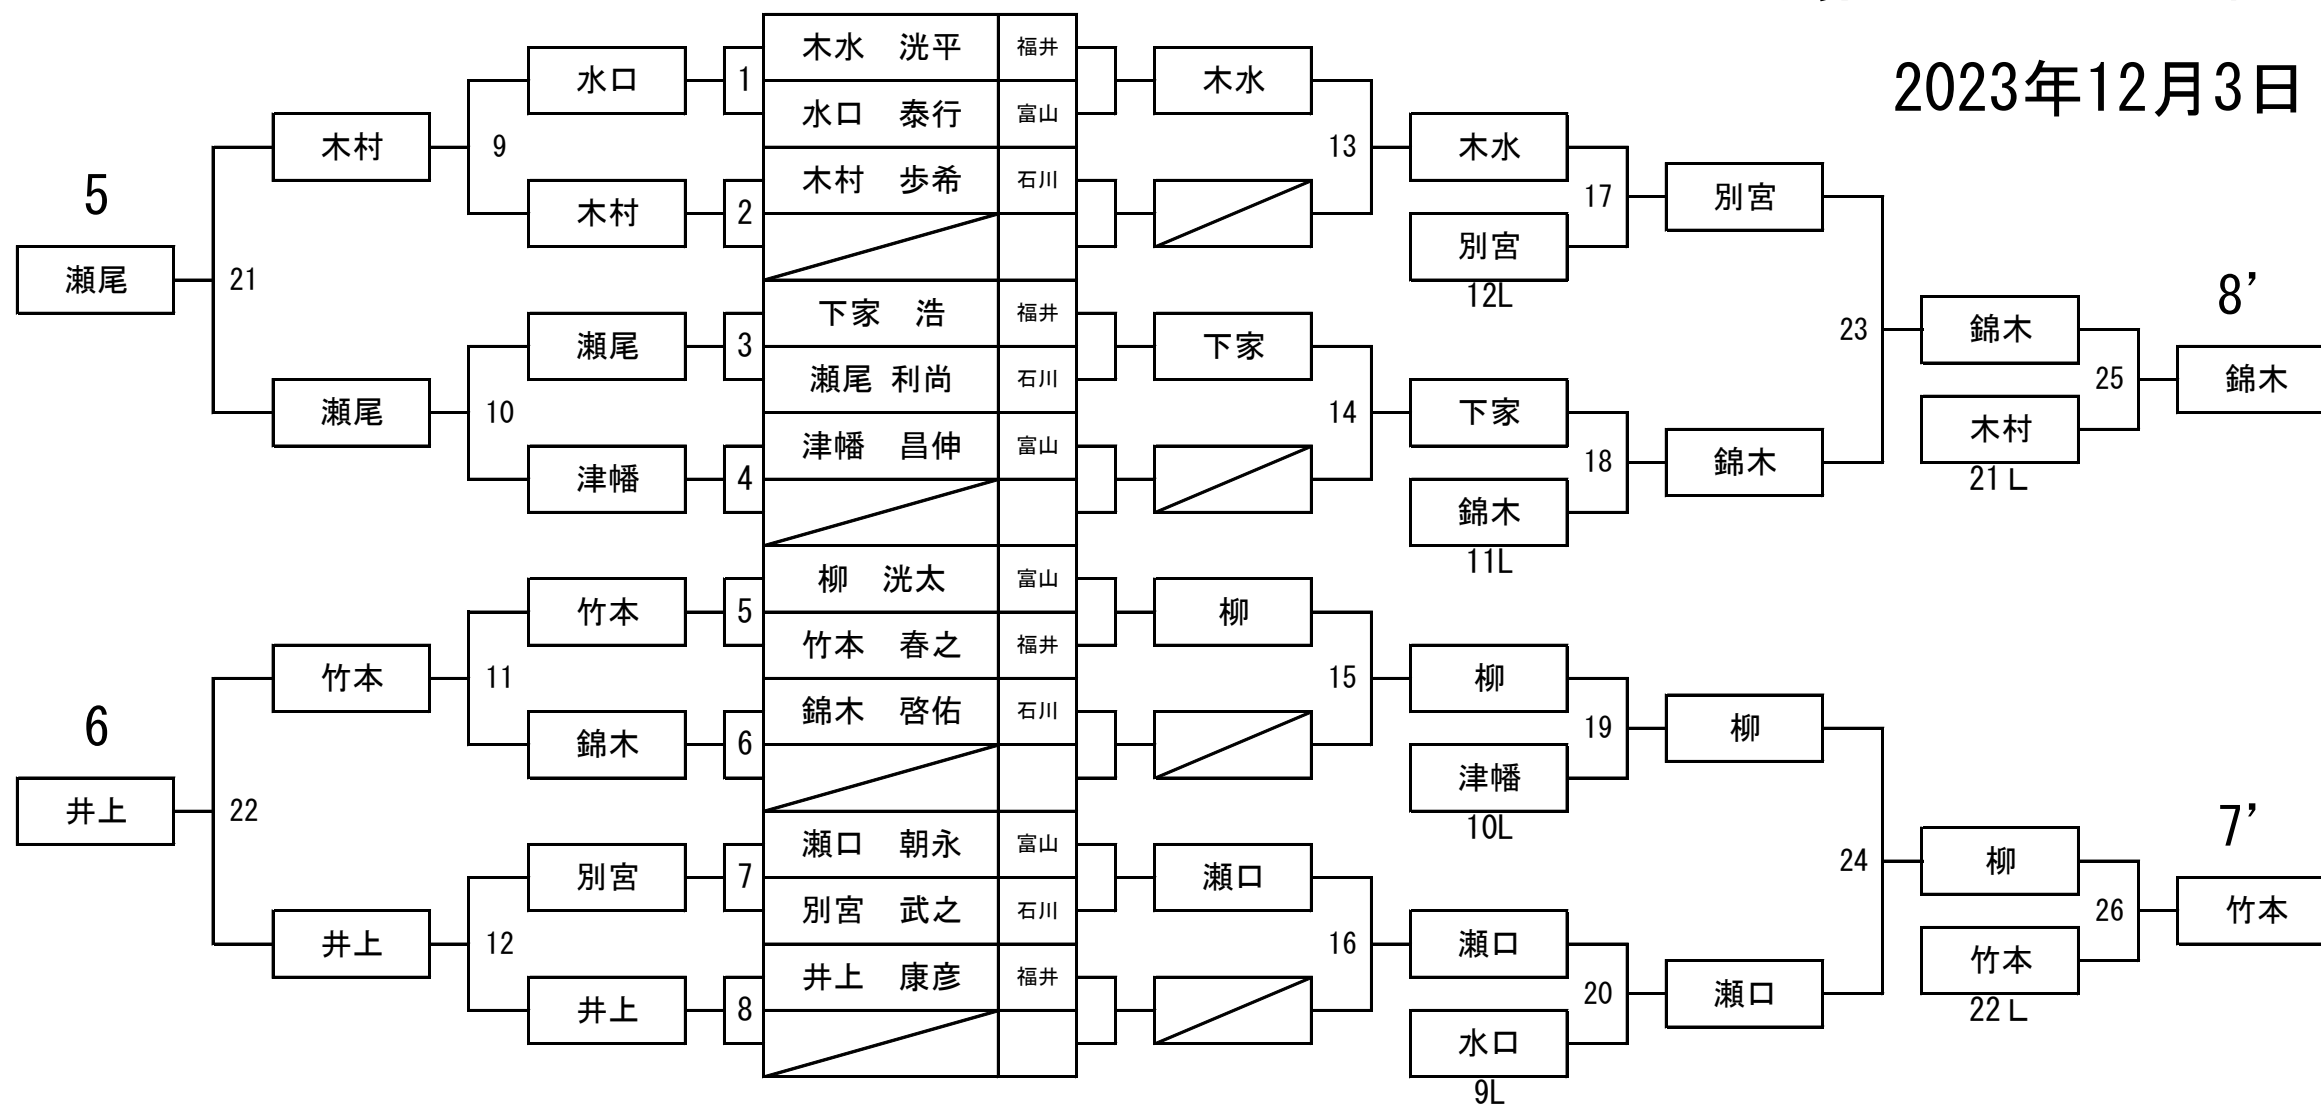 2023年12月3日
5
瀬尾
21
木村
瀬尾
9
10
水口
木村
瀬尾
津幡
1
2
3
4
6
井上
22
竹本
井上
11
12
竹本
錦木
別宮
井上
5
6
7
8
木水 洸平 福井
水口 泰行 富山
木村 歩希 石川
下家 浩 福井
瀬尾 利尚 石川
津幡 昌伸 富山
柳 洸太 富山
竹本 春之 福井
錦木 啓佑 石川
瀬口 朝永 富山
別宮 武之 石川
井上 康彦 福井
木水
下家
柳
瀬口
13
14
15
16
木水
別宮
12L
下家
錦木
11L
柳
津幡
10L
瀬口
水口
9L
17
18
19
20
別宮
錦木
柳
瀬口
23
24
錦木
木村
21L
柳
竹本
22L
25
26
8’
錦木
7’
竹本